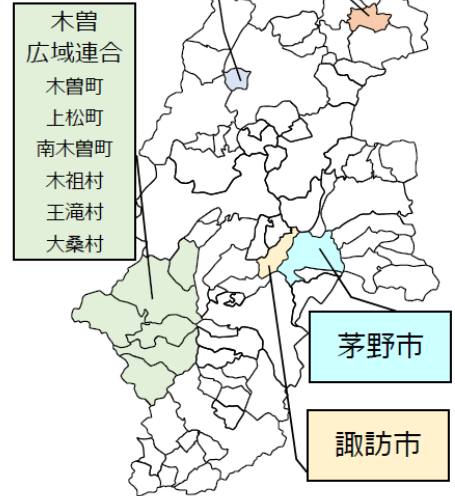 木曽
広域連合
木曽町
上松町
南木曽町
木祖村
王滝村
大桑村
茅野市
諏訪市